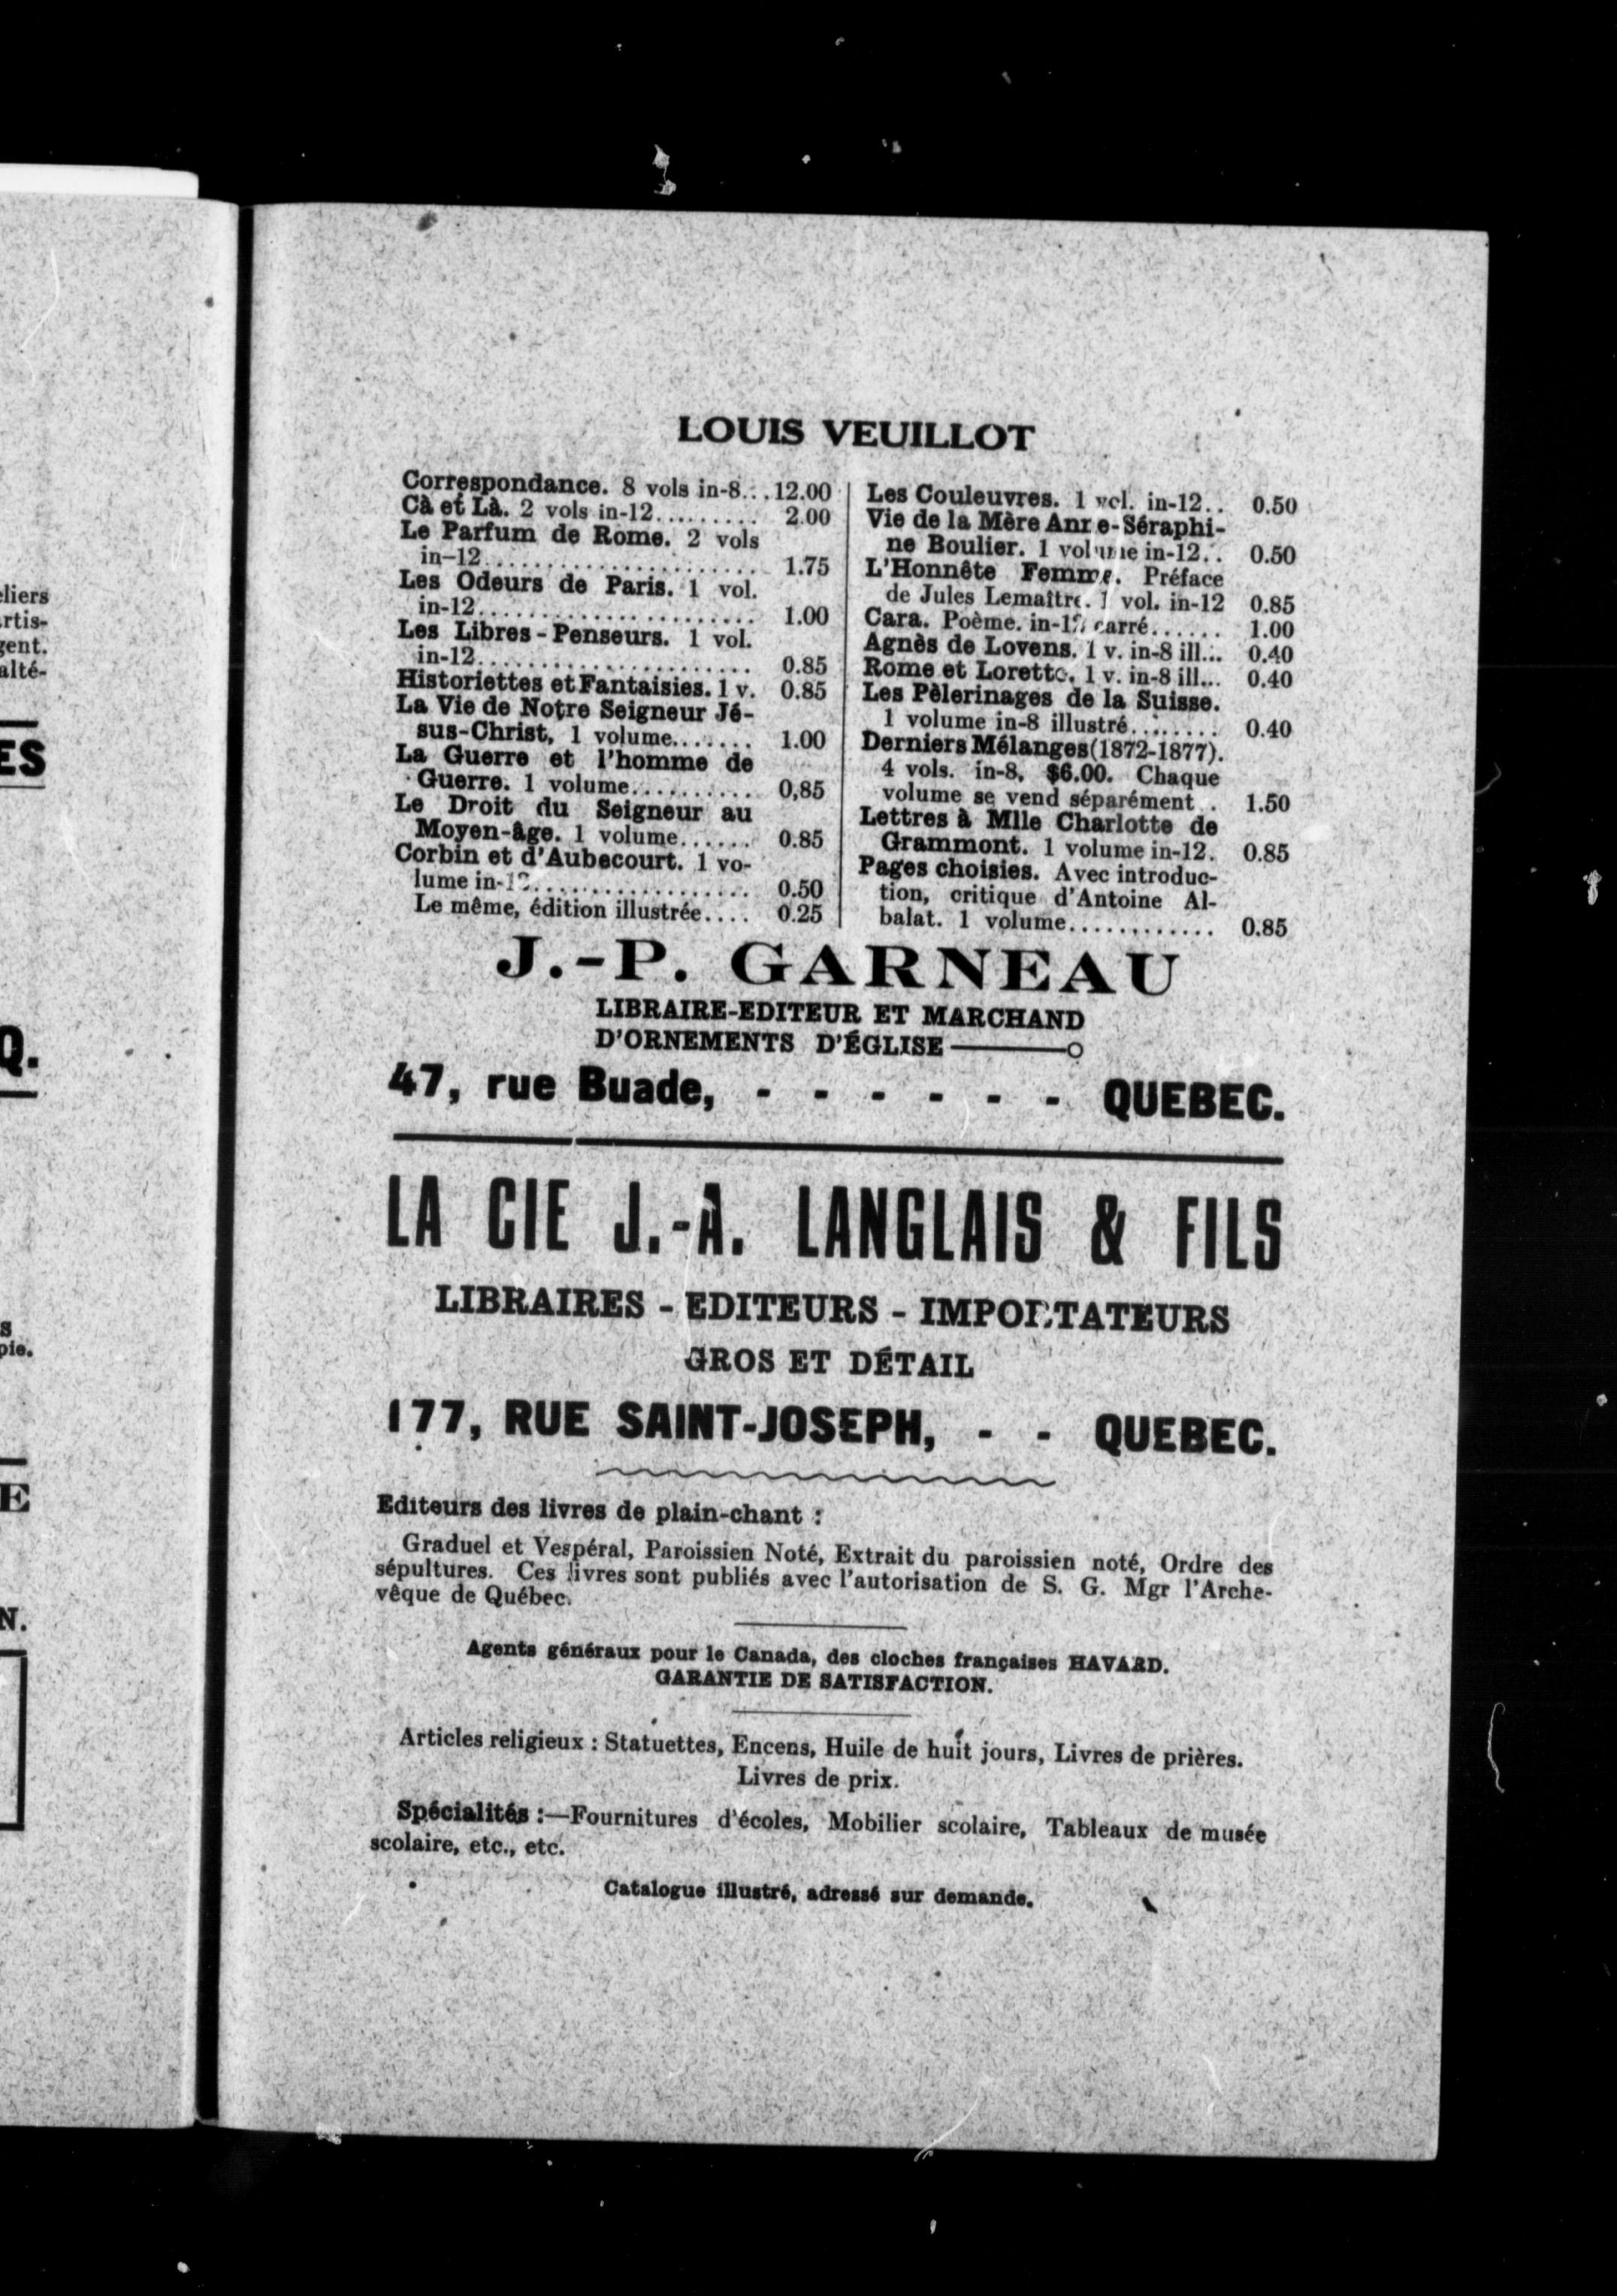 LOUIS VEUILLOT
Correspondance. 8 vols in-8...12.00
Cà et Là. 2 vols in-12.......... 2.00
Le Parfum de Rome. 2 vols
in-12........................ 1.75
Les Odeurs de Paris. 1 vol.
in-12........................ 1.00
Les Libres-Penseurs. 1 vol.
in-12........................ 0.85
Historiettes et Fantaisies. 1 v. 0.85
La Vie de Notre Seigneur Jé-
sus-Christ, 1 volume....... 1.00
La Guerre et l'homme de
Guerre. 1 volume........... 0,85
Le Droit du Seigneur au
Moyen-âge. 1 volume...... 0.85
Corbin et d'Aubecourt. 1 vo-
lume in-12................... 0.50
Le même, édition illustrée.... 0.25
Les Couleuvres. 1 vol. in-12.. 0.50
Vie de la Mère Anne-Séraphi-
ne Boulier. 1 volume in-12.. 0.50
L'Honnête Femme. Préface
de Jules Lemaître. 1 vol. in-12 0.85
Cara. Poème. in-12 carré...... 1.00
Agnès de Lovens. 1 v. in-8 ill... 0.40
Rome et Lorette. 1 v. in-8 ill... 0.40
Les Pèlerinages de la Suisse.
1 volume in-8 illustré........ 0.40
Derniers Mélanges (1872-1877).
4 vols. in-8, $6.00. Chaque
volume se vend séparément . 1.50
Lettres à Mlle Charlotte de
Grammont. 1 volume in-12. 0.85
Pages choisies. Avec introduc-
tion, critique d'Antoine Al-
balat. 1 volume............. 0.85
J.-P. GARNEAU
LIBRAIRE-EDITEUR ET MARCHAND
D'ORNEMENTS D'ÉGLISE
47, rue Buade, - - - - - - QUEBEC.
LA CIE J.-A. LANGLAIS & FILS
LIBRAIRES - EDITEURS - IMPORTATEURS
GROS ET DÉTAIL
177, RUE SAINT-JOSEPH, - - QUEBEC.
Editeurs des livres de plain-chant :
Graduel et Vespéral, Paroissien Noté, Extrait du paroissien noté, Ordre des
sépultures. Ces livres sont publiés avec l'autorisation de S. G. Mgr l'Arche-
vêque de Québec.
Agents généraux pour le Canada, des cloches françaises HAVARD.
GARANTIE DE SATISFACTION.
Articles religieux : Statuettes, Encens, Huile de huit jours, Livres de prières.
Livres de prix.
Spécialités :—Fournitures d'écoles, Mobilier scolaire, Tableaux de musée
scolaire, etc., etc.
Catalogue illustré, adressé sur demande.